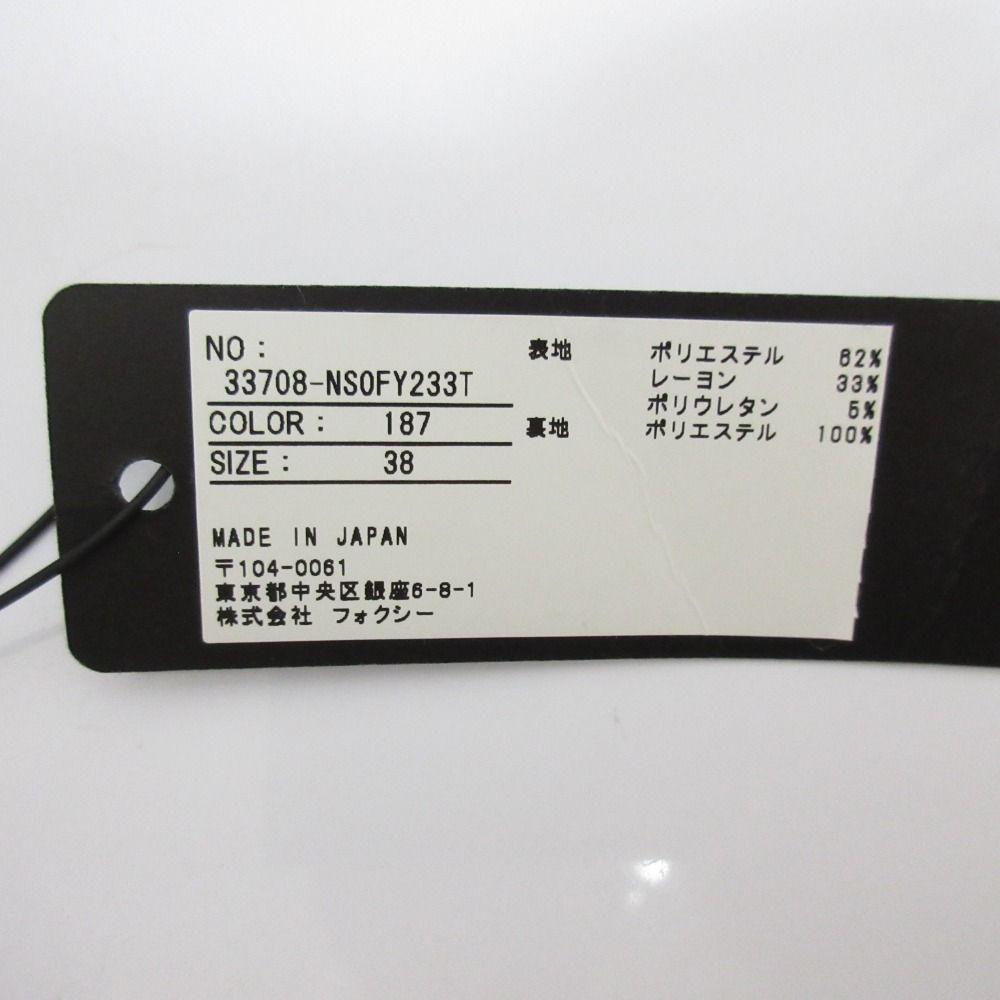 NO：
33708-NS0FY233T
COLOR： 187
SIZE： 38
MADE IN JAPAN
〒104-0061
東京都中央区銀座6-8-1
株式会社 フォクシー
表地 ポリエステル 62%
レーヨン 33%
ポリウレタン 5%
裏地 ポリエステル 100%